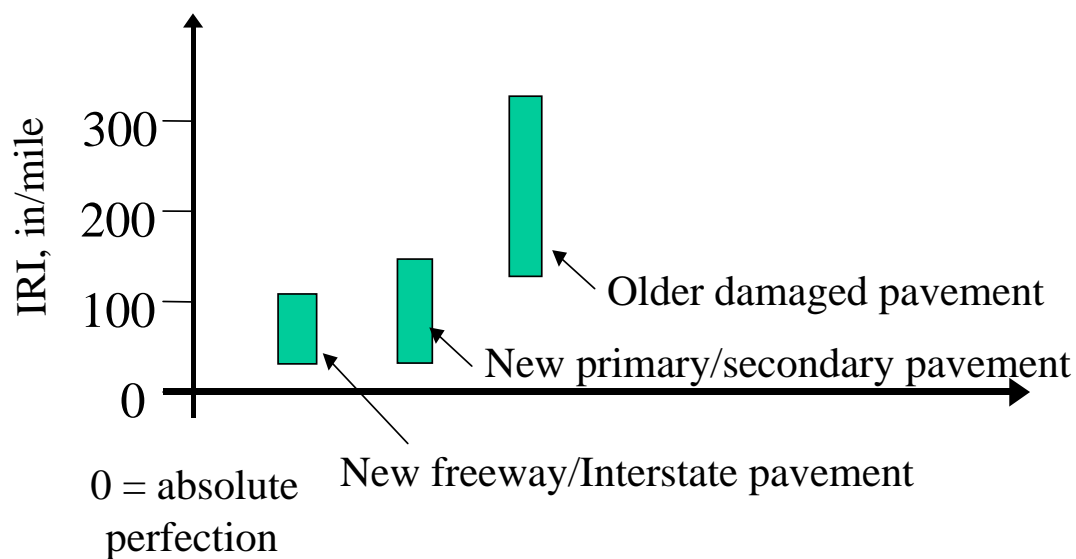 IRI, in/mile
300
200
100
0
Older damaged pavement
New primary/secondary pavement
New freeway/Interstate pavement
0 = absolute
perfection